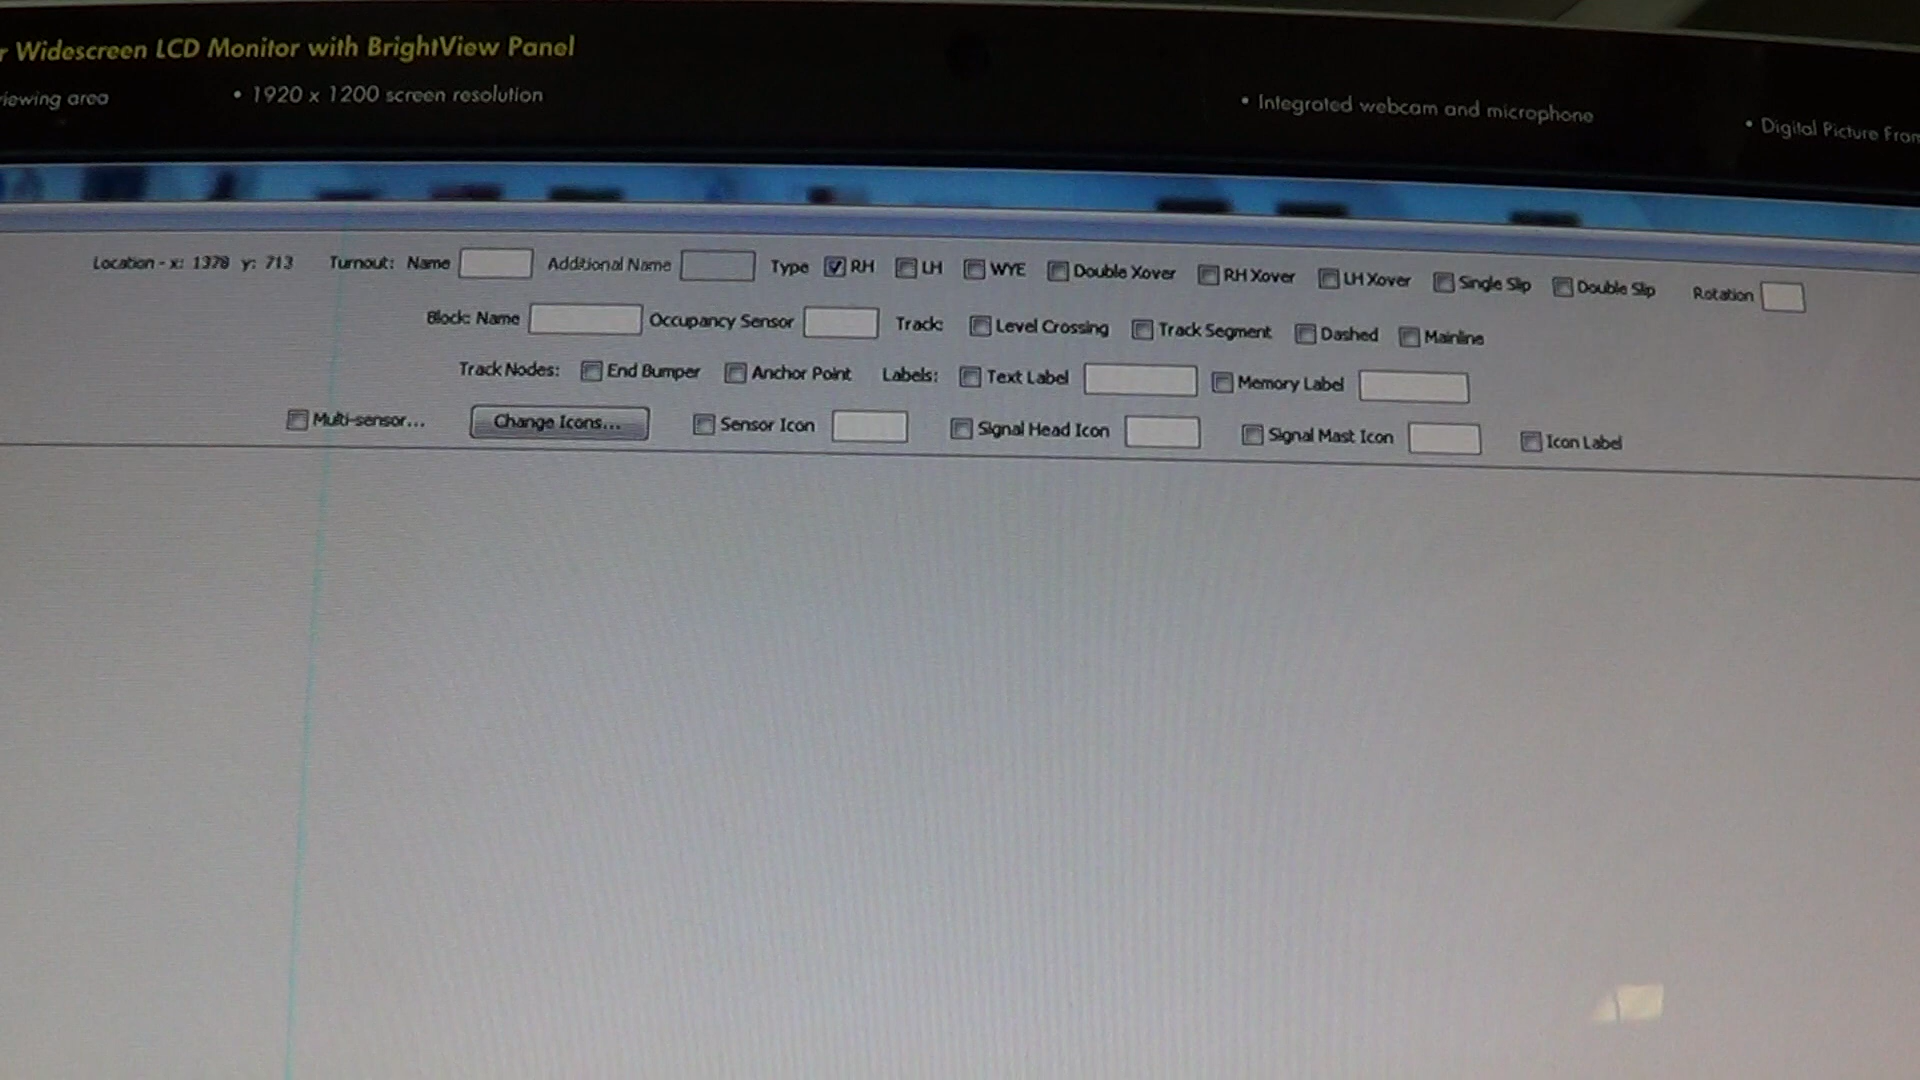 Widescreen LCD Monitor with BrightView Panel
viewing area • 1920 x 1200 screen resolution • Integrated webcam and microphone • Digital Picture
Location - x: 1378 y: 713 Turnout: Name Additional Name Type RH LH WYE Double Xover RH Xover LH Xover Single Slip Double Slip Rotation
Block: Name Occupancy Sensor Track: Level Crossing Track Segment Dashed Mainline
Track Nodes: End Bumper Anchor Point Labels: Text Label Memory Label
Multi-sensor... Change Icons... Sensor Icon Signal Head Icon Signal Mast Icon Icon Label